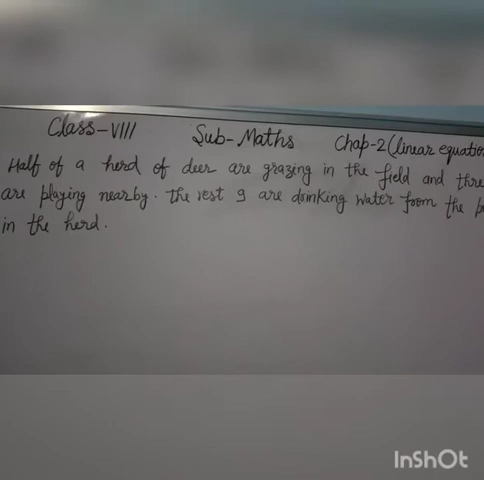 Class-VIII Sub-Maths Chap-2 (linear equation
Half of a herd of deer are grazing in the field and thre
are playing nearby. The rest 9 are drinking water from the
in the herd.
InShOt